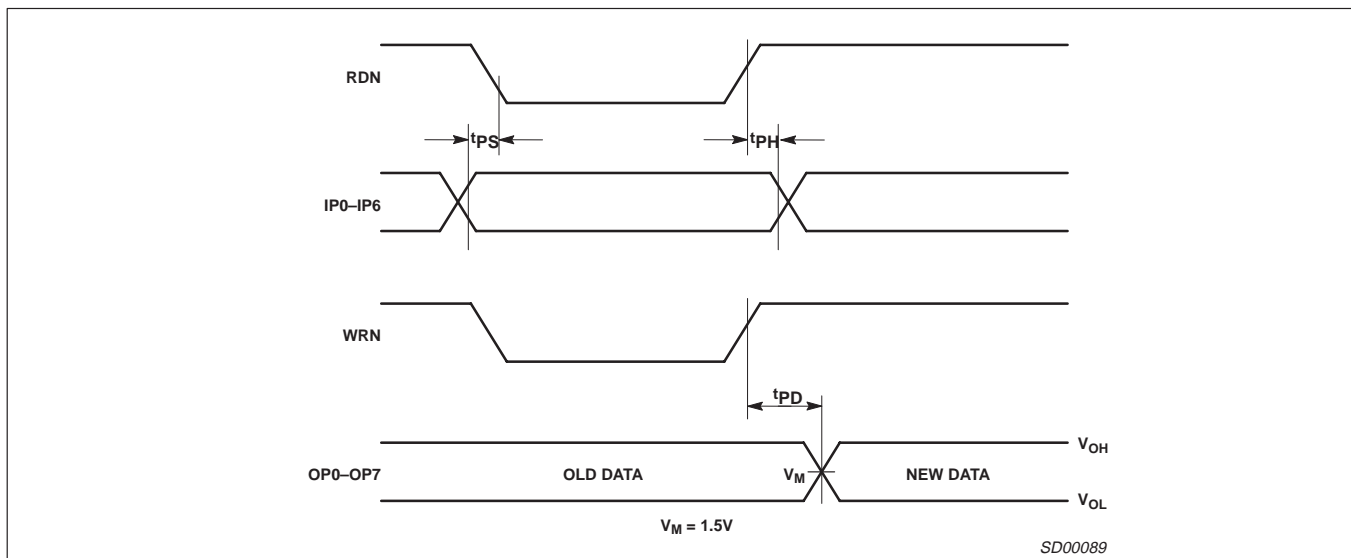 RDN
tPS
tPH
IP0–IP6
WRN
tPD
VOH
OP0–OP7
OLD DATA
VM
NEW DATA
VOL
VM = 1.5V
SD00089